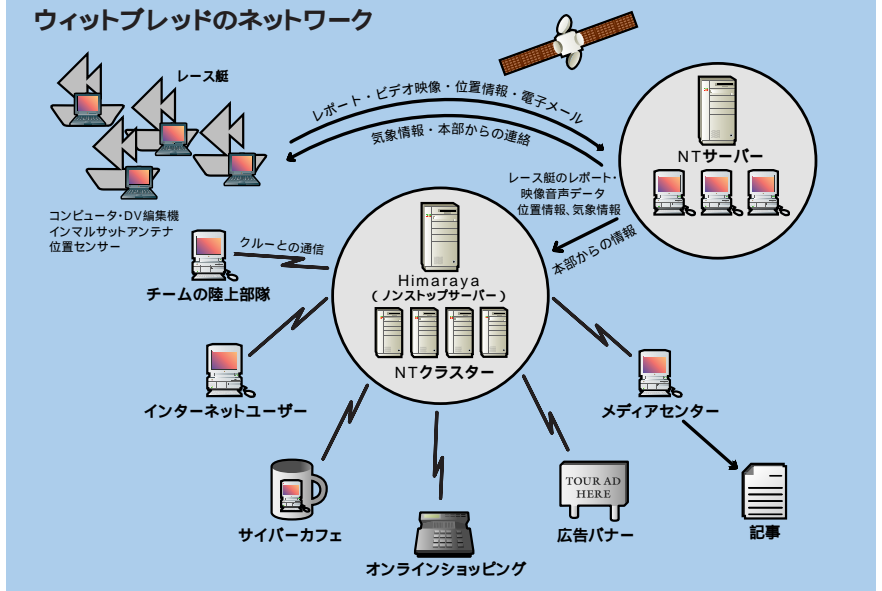 ウィットブレッドのネットワーク
レース艇
レポート・ビデオ映像・位置情報・電子メール
気象情報・本部からの連絡
NTサーバー
レース艇のレポート・
映像音声データ
位置情報、気象情報
本部からの情報
コンピュータ・DV編集機
インマルサットアンテナ
位置センサー
クルーとの通信
チームの陸上部隊
Himaraya
(ノンストップサーバー)
NTクラスター
インターネットユーザー
メディアセンター
サイバーカフェ
オンラインショッピング
TOUR AD
HERE
広告バナー
記事